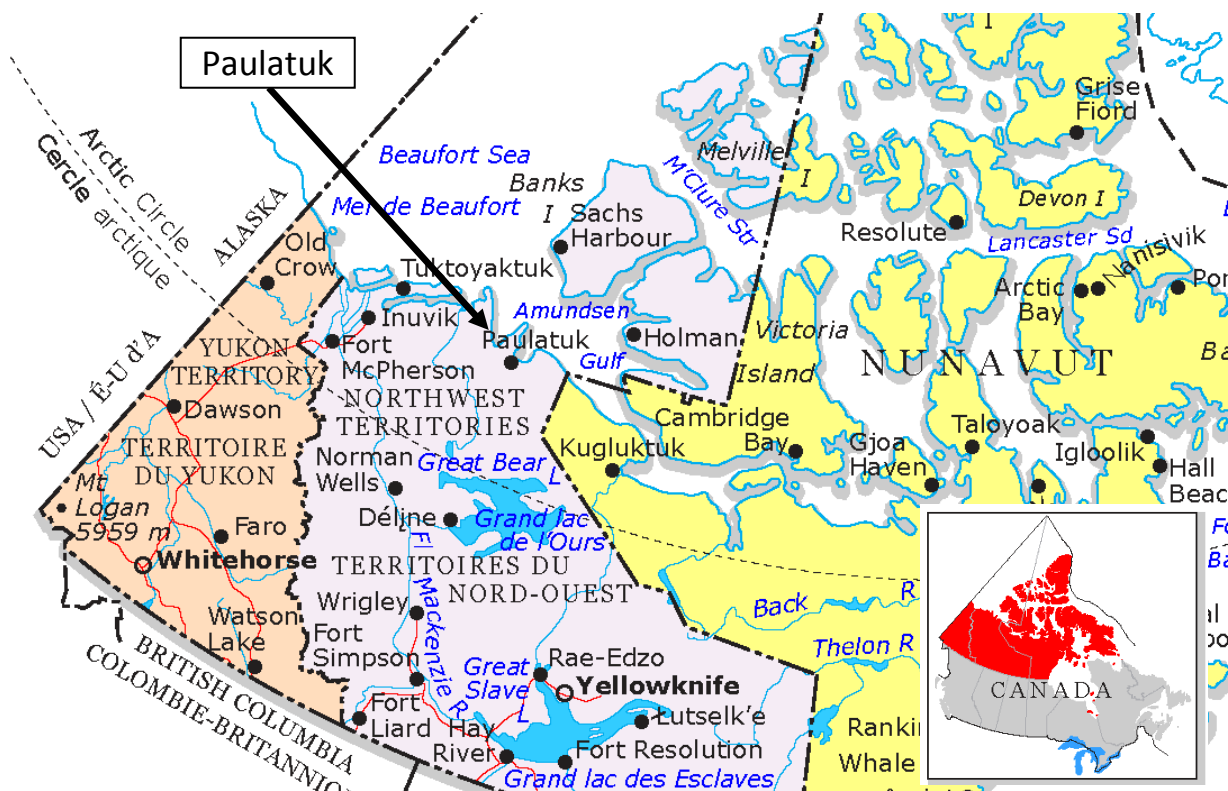 Paulatuk
Arctic Circle
Cercle arctique
Beaufort Sea
Mer de Beaufort
ALASKA
USA / É-U d'A
Banks
I
Sachs
Harbour
Melville
I
M'Clure Str
I
Grise
Fiord
Devon I
Resolute
Lancaster Sd
Nanisivik
Arctic
Bay
Old
Crow
Tuktoyaktuk
Inuvik
Amundsen
Gulf
Paulatuk
Holman
Victoria
Island
NUNAVUT
YUKON
TERRITORY
Fort
McPherson
NORTHWEST
TERRITORIES
Dawson
TERRITOIRE
DU YUKON
Cambridge
Bay
Kugluktuk
Gjoa
Haven
Taloyoak
Igloolik
Hall
Norman
Wells
Great Bear
L
Mt
Logan
5959 m
Déljne
Grand lac
de l'Ours
Faro
Whitehorse
TERRITOIRES DU
NORD-OUEST
Fl Mackenzie R
Wrigley
Back R
Watson
Lake
Fort
Simpson
Thelon R
Great
Slave
L
Rae-Edzo
Yellowknife
BRITISH COLUMBIA
Fort
Liard
Hay
River
Łutselk'e
Fort Resolution
Grand lac des Esclaves
Whale
CANADA